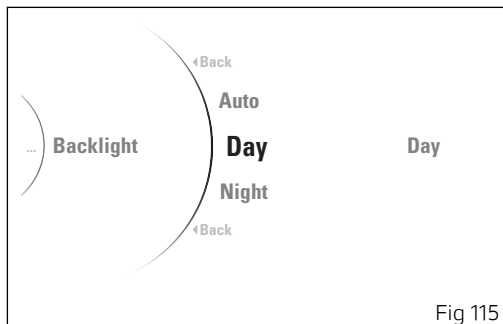 ◂Back
Auto
... Backlight Day Day
Night
◂Back
Fig 115